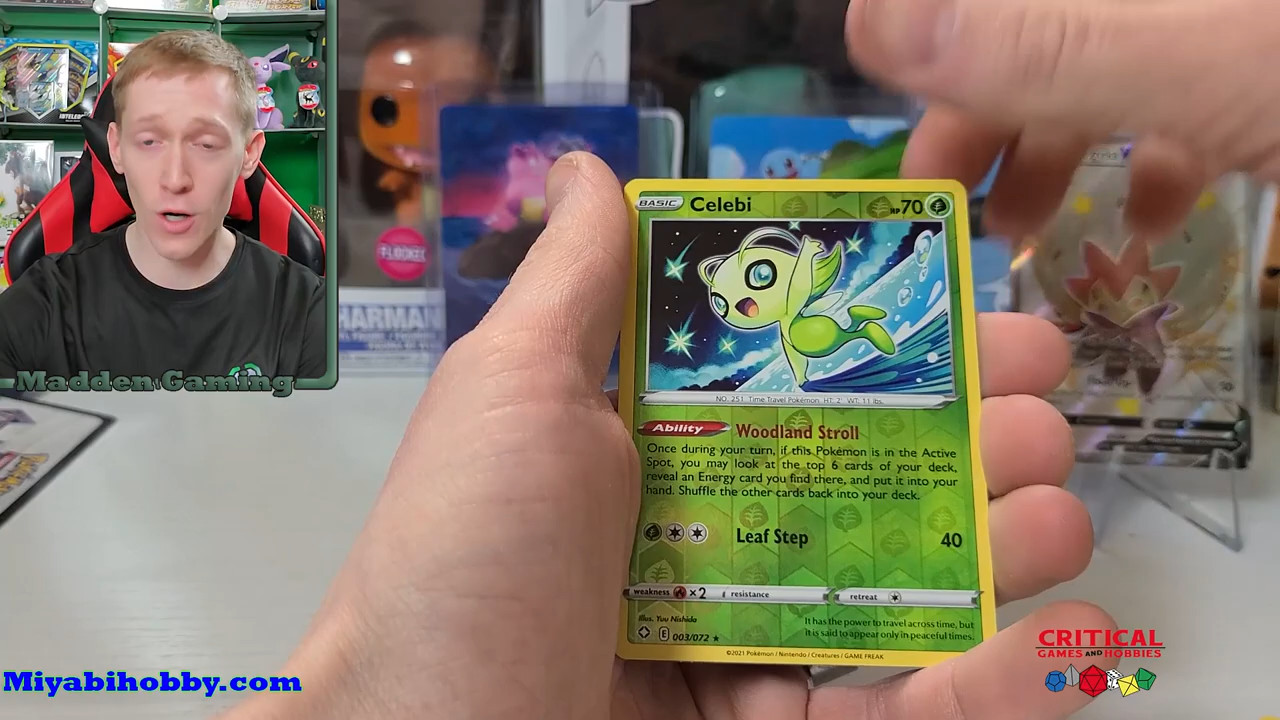 BASIC Celebi HP 70
NO. 251 Time Travel Pokémon HT: 2' WT: 11 lbs.
Ability Woodland Stroll
Once during your turn, if this Pokémon is in the Active
Spot, you may look at the top 6 cards of your deck,
reveal an Energy card you find there, and put it into your
hand. Shuffle the other cards back into your deck.
Leaf Step 40
weakness ×2 resistance retreat
Illus. Yuu Nishida
It has the power to travel across time, but
it is said to appear only in peaceful times.
E 003/072 ★
©2021 Pokémon / Nintendo / Creatures / GAME FREAK
Madden Gaming
Miyabihobby.com
CRITICAL
GAMES AND HOBBIES
FLOCKED
HARMAN